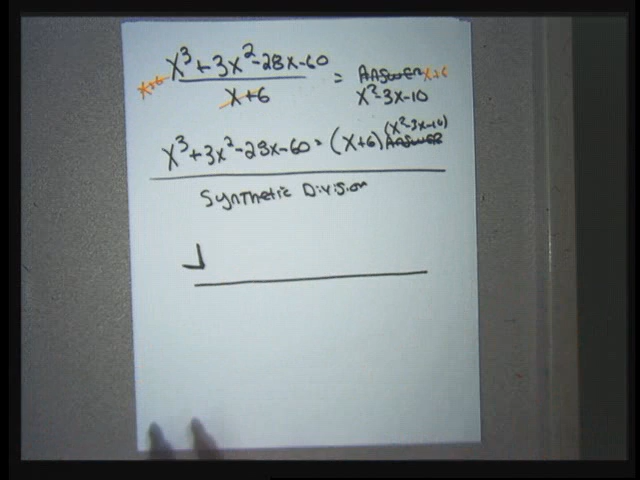 x+6 x³+3x²-28x-60 = Answer x+6
x+6 x²-3x-10
x³+3x²-28x-60 = (x+6) (x²-3x-10) Answer
Synthetic Division